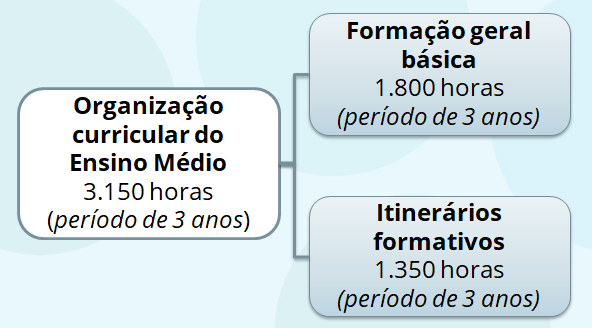 Organização
curricular do
Ensino Médio
3.150 horas
(período de 3 anos)
Formação geral
básica
1.800 horas
(período de 3 anos)
Itinerários
formativos
1.350 horas
(período de 3 anos)